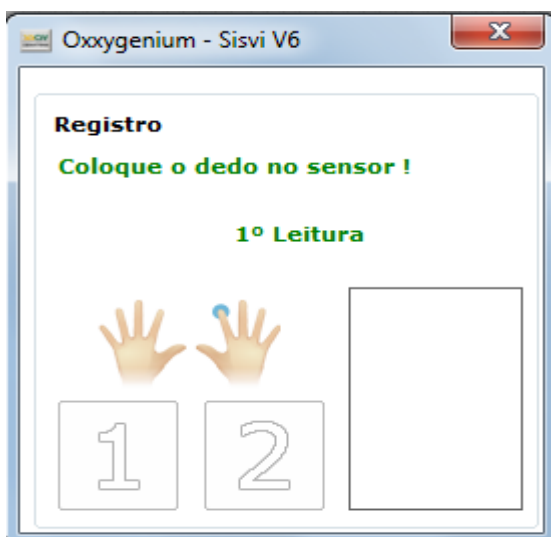 Oxxygenium - Sisvi V6
Registro
Coloque o dedo no sensor !
1º Leitura
1 2